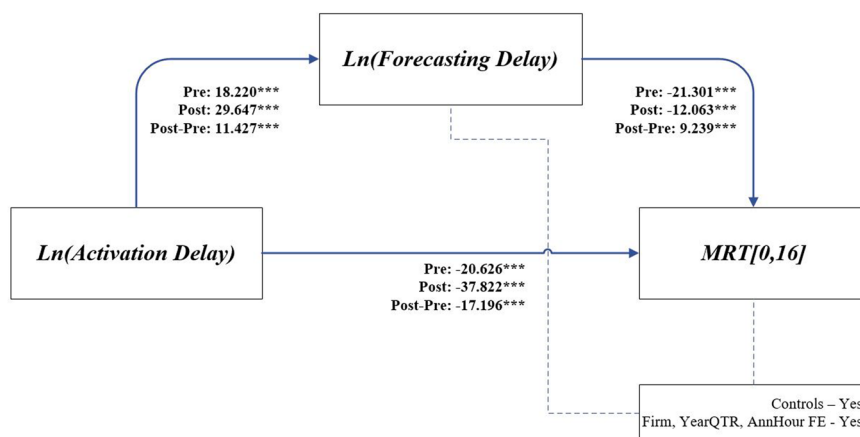 Ln(Forecasting Delay)
Pre: 18.220***
Post: 29.647***
Post-Pre: 11.427***
Pre: -21.301***
Post: -12.063***
Post-Pre: 9.239***
Ln(Activation Delay)
MRT[0,16]
Pre: -20.626***
Post: -37.822***
Post-Pre: -17.196***
Controls – Yes
Firm, YearQTR, AnnHour FE - Yes